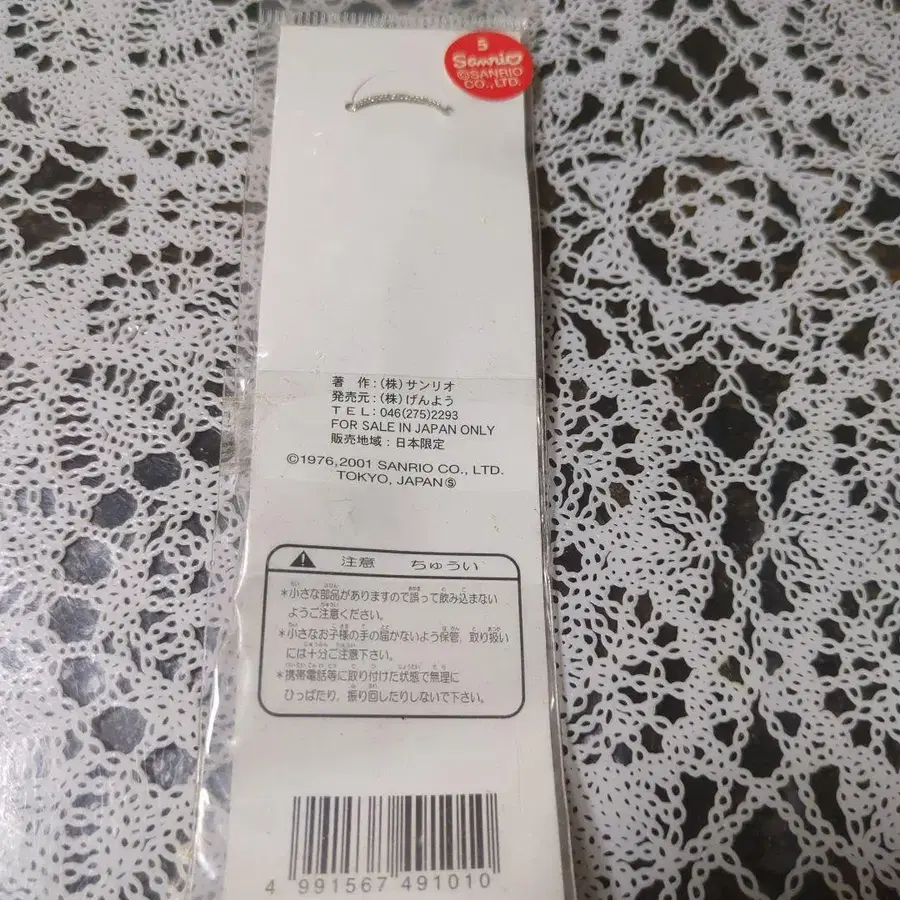 5
Sanrio
©SANRIO
CO.,LTD.
著　作：(株)サンリオ
発売元：(株)げんよう
ＴＥＬ：046(275)2293
FOR SALE IN JAPAN ONLY
販売地域：日本限定
©1976,2001 SANRIO CO., LTD.
TOKYO, JAPAN Ⓢ
注意　ちゅうい
＊小さな部品がありますので誤って飲み込まない
ようご注意ください。
＊小さなお子様の手の届かないよう保管，取り扱い
には十分ご注意下さい。
＊携帯電話等に取り付けた状態で無理に
ひっぱたり，振り回したりしないで下さい。
4 991567 491010